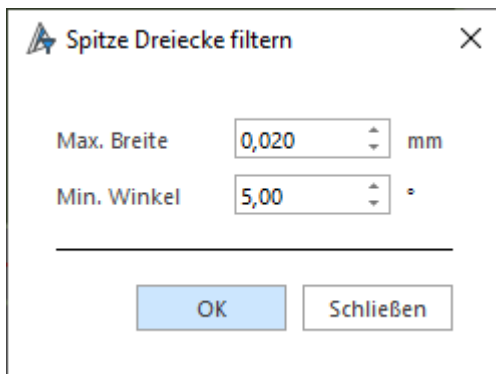 Spitze Dreiecke filtern
Max. Breite 0,020 mm
Min. Winkel 5,00 °
OK Schließen